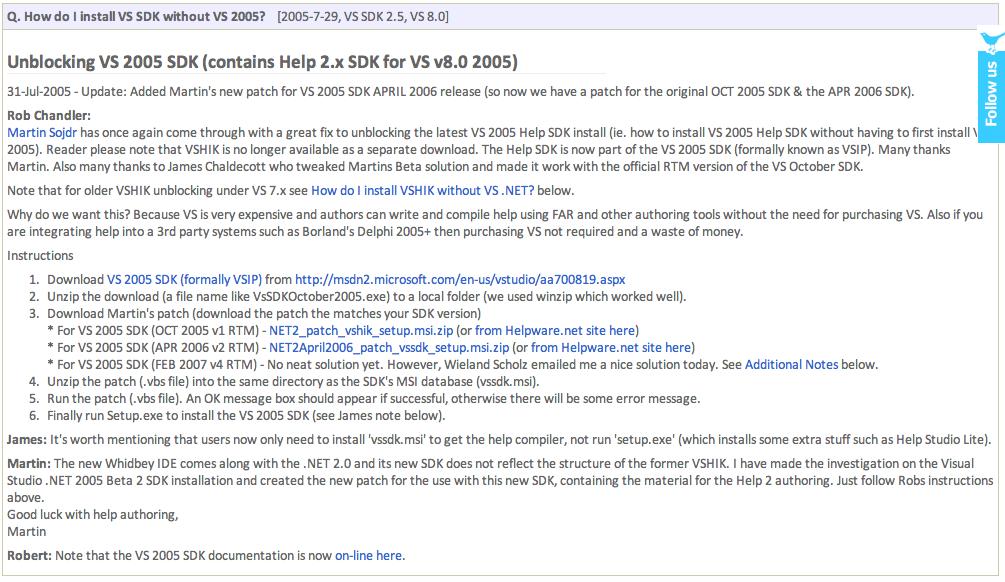 Q. How do I install VS SDK without VS 2005? [2005-7-29, VS SDK 2.5, VS 8.0]
Unblocking VS 2005 SDK (contains Help 2.x SDK for VS v8.0 2005)
31-Jul-2005 - Update: Added Martin's new patch for VS 2005 SDK APRIL 2006 release (so now we have a patch for the original OCT 2005 SDK & the APR 2006 SDK).
Rob Chandler:
Martin Sojdr has once again come through with a great fix to unblocking the latest VS 2005 Help SDK install (ie. how to install VS 2005 Help SDK without having to first install
2005). Reader please note that VSHIK is no longer available as a separate download. The Help SDK is now part of the VS 2005 SDK (formally known as VSIP). Many thanks
Martin. Also many thanks to James Chaldecott who tweaked Martins Beta solution and made it work with the official RTM version of the VS October SDK.
Note that for older VSHIK unblocking under VS 7.x see How do I install VSHIK without VS .NET? below.
Why do we want this? Because VS is very expensive and authors can write and compile help using FAR and other authoring tools without the need for purchasing VS. Also if you
are integrating help into a 3rd party systems such as Borland's Delphi 2005+ then purchasing VS not required and a waste of money.
Instructions
1. Download VS 2005 SDK (formally VSIP) from http://msdn2.microsoft.com/en-us/vstudio/aa700819.aspx
2. Unzip the download (a file name like VsSDKOctober2005.exe) to a local folder (we used winzip which worked well).
3. Download Martin's patch (download the patch the matches your SDK version)
* For VS 2005 SDK (OCT 2005 v1 RTM) - NET2_patch_vshik_setup.msi.zip (or from Helpware.net site here)
* For VS 2005 SDK (APR 2006 v2 RTM) - NET2April2006_patch_vssdk_setup.msi.zip (or from Helpware.net site here)
* For VS 2005 SDK (FEB 2007 v4 RTM) - No neat solution yet. However, Wieland Scholz emailed me a nice solution today. See Additional Notes below.
4. Unzip the patch (.vbs file) into the same directory as the SDK's MSI database (vssdk.msi).
5. Run the patch (.vbs file). An OK message box should appear if successful, otherwise there will be some error message.
6. Finally run Setup.exe to install the VS 2005 SDK (see James note below).
James: It's worth mentioning that users now only need to install 'vssdk.msi' to get the help compiler, not run 'setup.exe' (which installs some extra stuff such as Help Studio Lite).
Martin: The new Whidbey IDE comes along with the .NET 2.0 and its new SDK does not reflect the structure of the former VSHIK. I have made the investigation on the Visual
Studio .NET 2005 Beta 2 SDK installation and created the new patch for the use with this new SDK, containing the material for the Help 2 authoring. Just follow Robs instructions
above.
Good luck with help authoring,
Martin
Robert: Note that the VS 2005 SDK documentation is now on-line here.
Follow us